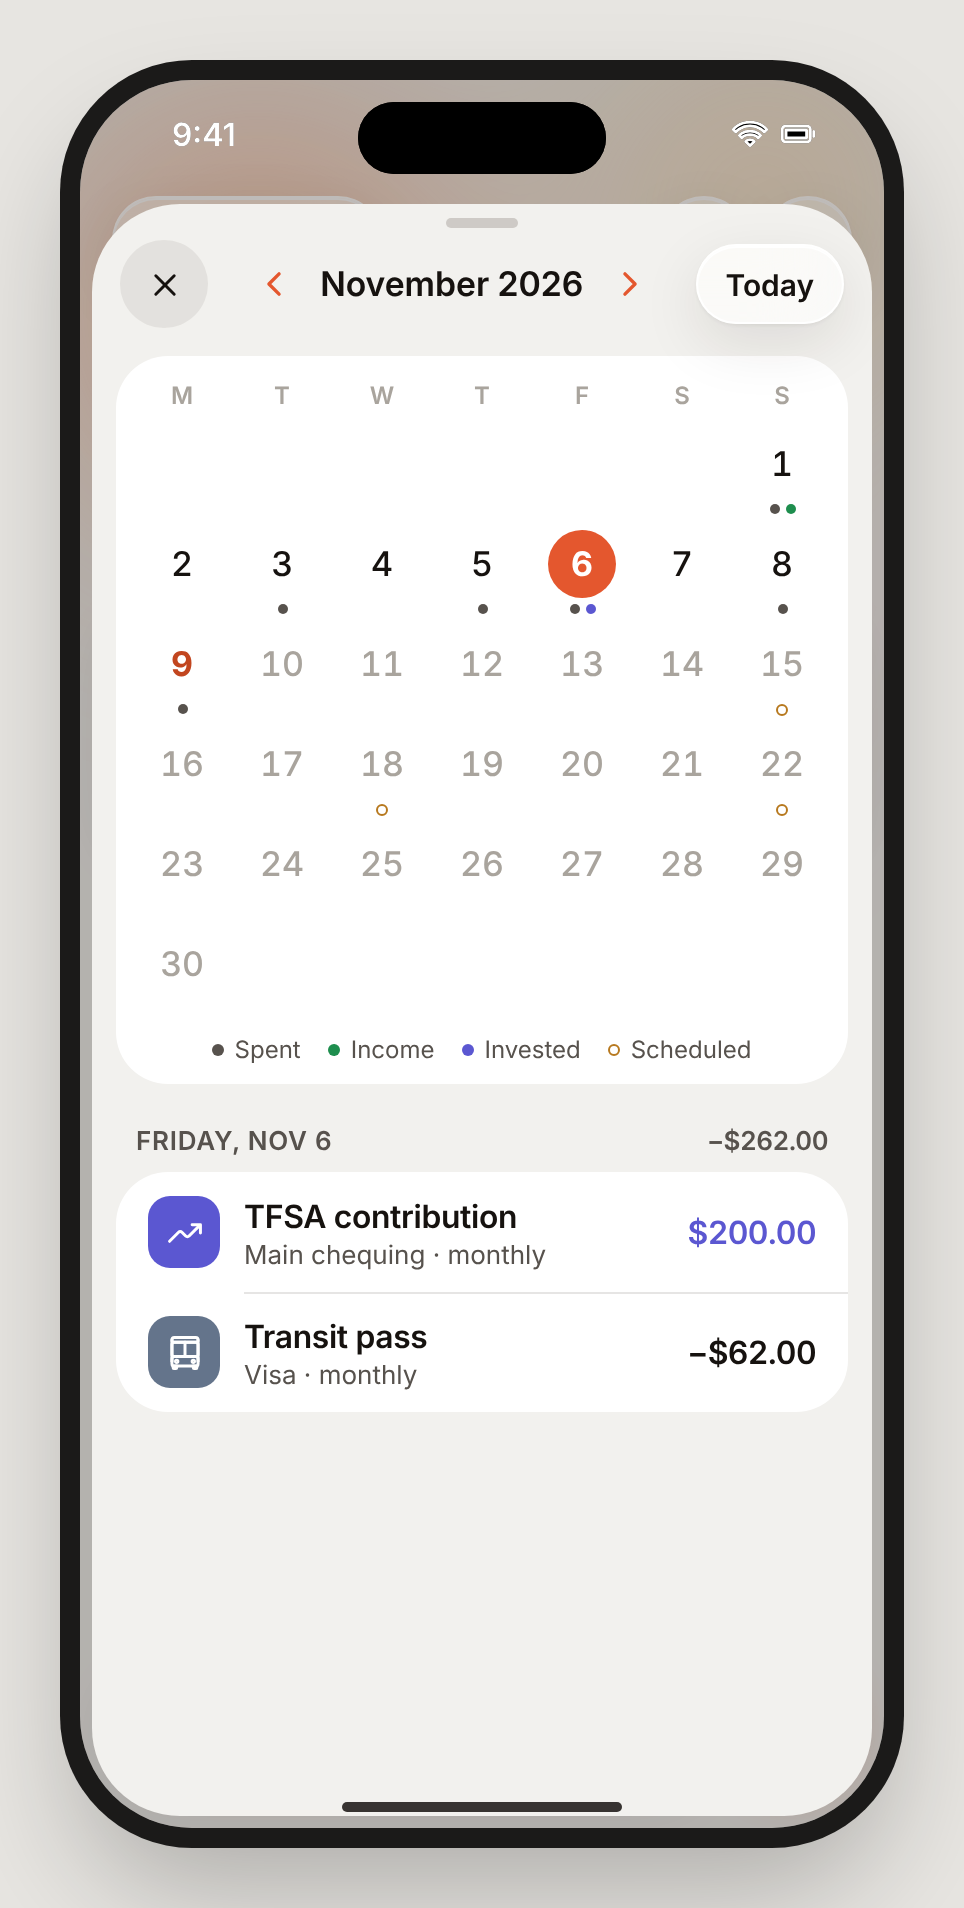 9:41
November 2026
Today
M T W T F S S
1
2 3 4 5 6 7 8
9 10 11 12 13 14 15
16 17 18 19 20 21 22
23 24 25 26 27 28 29
30
Spent Income Invested Scheduled
FRIDAY, NOV 6 −$262.00
TFSA contribution
Main chequing · monthly
$200.00
Transit pass
Visa · monthly
−$62.00